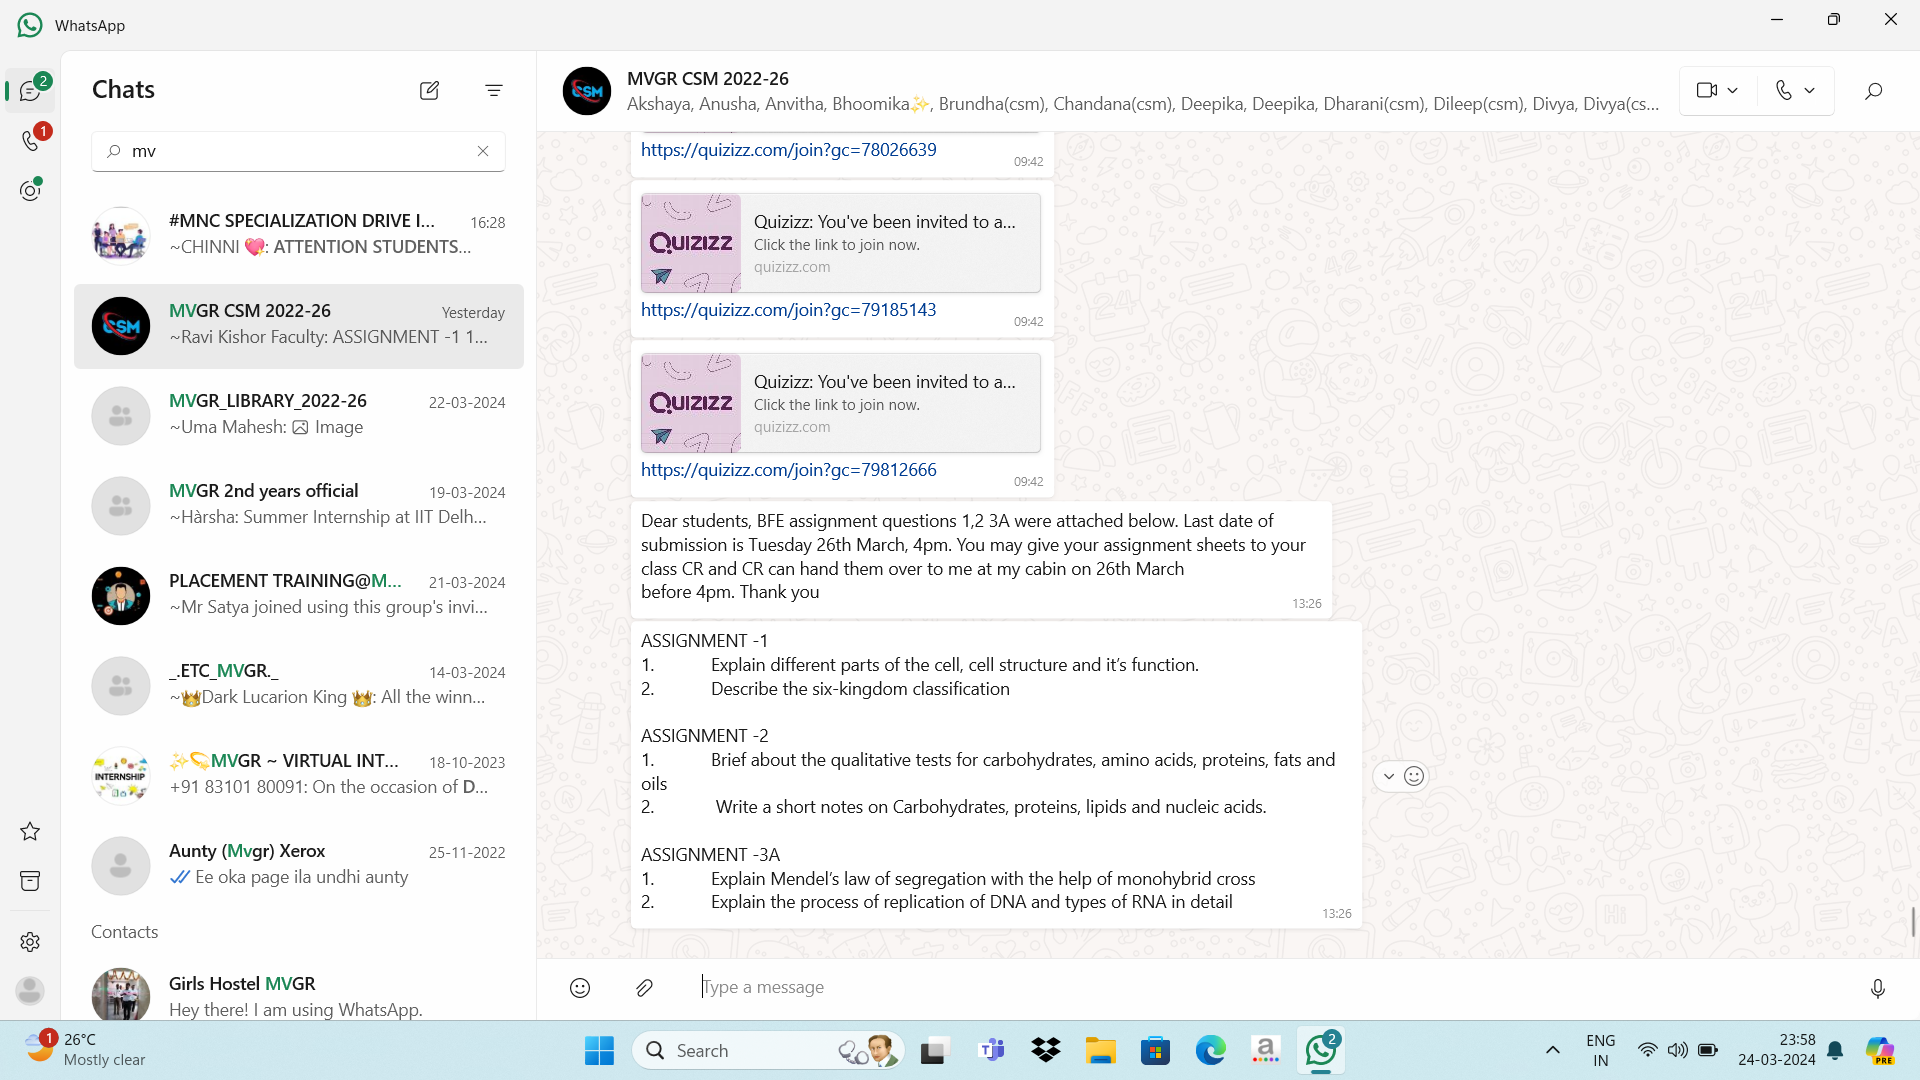 WhatsApp
2
1
Chats
mv
#MNC SPECIALIZATION DRIVE I... 16:28
~CHINNI 💖: ATTENTION STUDENTS...
MVGR CSM 2022-26 Yesterday
~Ravi Kishor Faculty: ASSIGNMENT -1 1...
MVGR_LIBRARY_2022-26 22-03-2024
~Uma Mahesh: Image
MVGR 2nd years official 19-03-2024
~Hàrsha: Summer Internship at IIT Delh...
PLACEMENT TRAINING@M... 21-03-2024
~Mr Satya joined using this group's invi...
_.ETC_MVGR._ 14-03-2024
~👑Dark Lucarion King 👑: All the winn...
INTERNSHIP
✨💫MVGR ~ VIRTUAL INT... 18-10-2023
+91 83101 80091: On the occasion of D...
Aunty (Mvgr) Xerox 25-11-2022
Ee oka page ila undhi aunty
Contacts
Girls Hostel MVGR
Hey there! I am using WhatsApp.
CSM
MVGR CSM 2022-26
Akshaya, Anusha, Anvitha, Bhoomika✨, Brundha(csm), Chandana(csm), Deepika, Deepika, Dharani(csm), Dileep(csm), Divya, Divya(cs...
https://quizizz.com/join?gc=78026639
09:42
QUIZIZZ
Quizizz: You've been invited to a...
Click the link to join now.
quizizz.com
https://quizizz.com/join?gc=79185143
09:42
QUIZIZZ
Quizizz: You've been invited to a...
Click the link to join now.
quizizz.com
https://quizizz.com/join?gc=79812666
09:42
Dear students, BFE assignment questions 1,2 3A were attached below. Last date of
submission is Tuesday 26th March, 4pm. You may give your assignment sheets to your
class CR and CR can hand them over to me at my cabin on 26th March
before 4pm. Thank you
13:26
ASSIGNMENT -1
1. Explain different parts of the cell, cell structure and it's function.
2. Describe the six-kingdom classification
ASSIGNMENT -2
1. Brief about the qualitative tests for carbohydrates, amino acids, proteins, fats and
oils
2. Write a short notes on Carbohydrates, proteins, lipids and nucleic acids.
ASSIGNMENT -3A
1. Explain Mendel's law of segregation with the help of monohybrid cross
2. Explain the process of replication of DNA and types of RNA in detail
13:26
Type a message
1
26°C
Mostly clear
Search
2
ENG
IN
23:58
24-03-2024
PRE